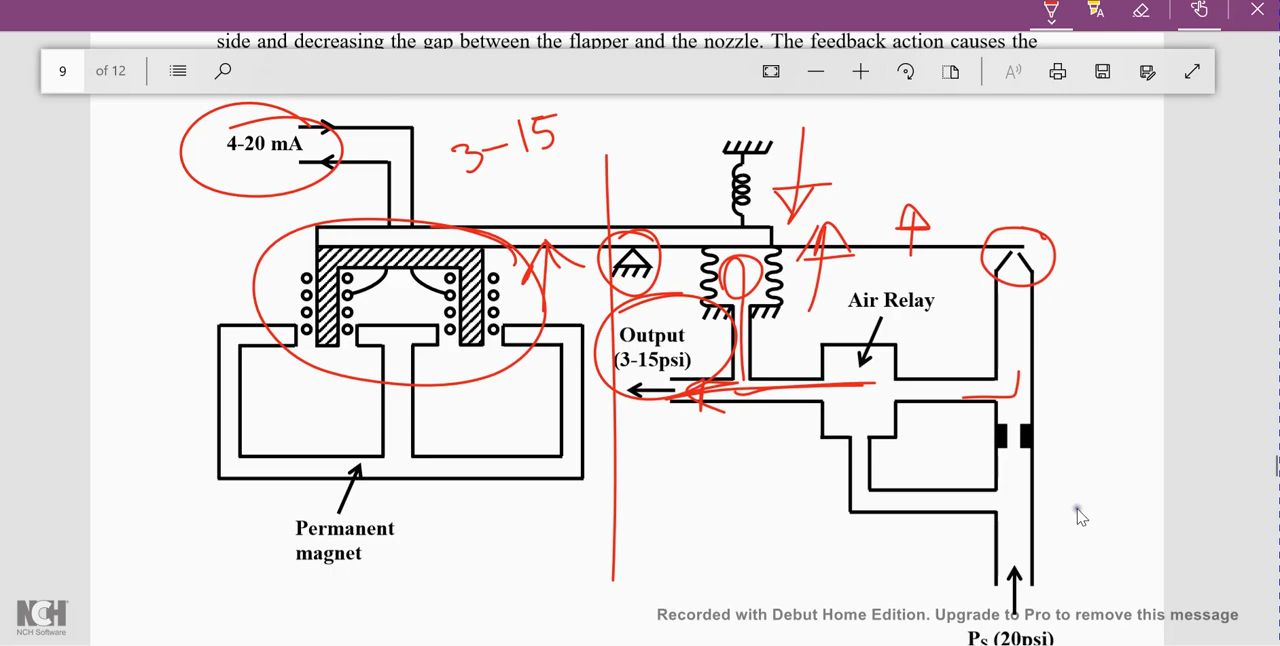 side and decreasing the gap between the flapper and the nozzle. The feedback action causes the
9 of 12
4-20 mA
3-15
Air Relay
Output
(3-15psi)
Permanent
magnet
NCH
NCH Software
Recorded with Debut Home Edition. Upgrade to Pro to remove this message
PS (20psi)